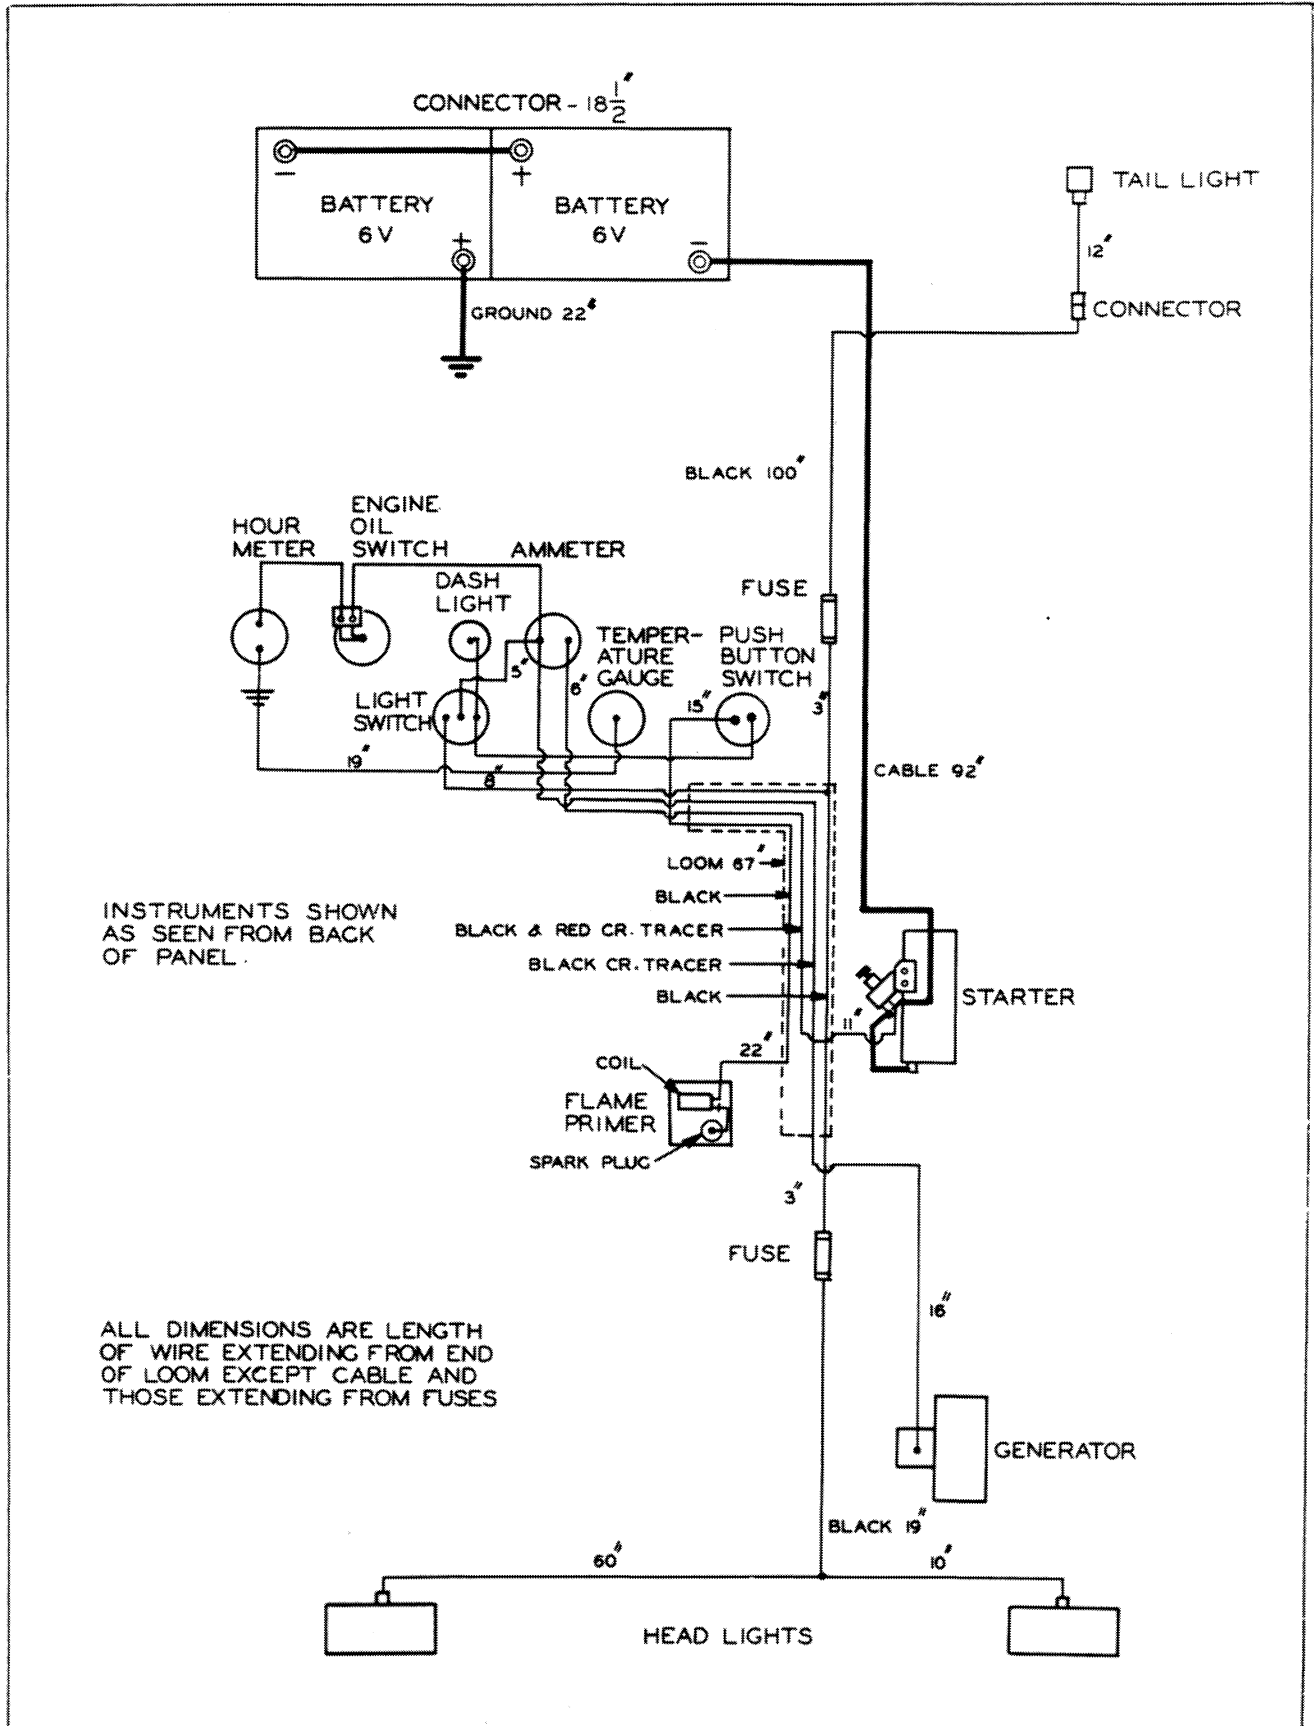 CONNECTOR - 18 1/2"
BATTERY
6V
BATTERY
6V
−
+
+
−
GROUND 22"
TAIL LIGHT
12"
CONNECTOR
BLACK 100"
HOUR
METER
ENGINE
OIL
SWITCH
AMMETER
DASH
LIGHT
FUSE
TEMPER-
ATURE
GAUGE
PUSH
BUTTON
SWITCH
5"
6"
15"
3"
LIGHT
SWITCH
19"
8"
CABLE 92"
LOOM 67"
BLACK
BLACK & RED CR. TRACER
BLACK CR. TRACER
BLACK
INSTRUMENTS SHOWN
AS SEEN FROM BACK
OF PANEL.
STARTER
11"
22"
COIL
FLAME
PRIMER
SPARK PLUG
3"
FUSE
16"
ALL DIMENSIONS ARE LENGTH
OF WIRE EXTENDING FROM END
OF LOOM EXCEPT CABLE AND
THOSE EXTENDING FROM FUSES
GENERATOR
BLACK 19"
60"
10"
HEAD LIGHTS